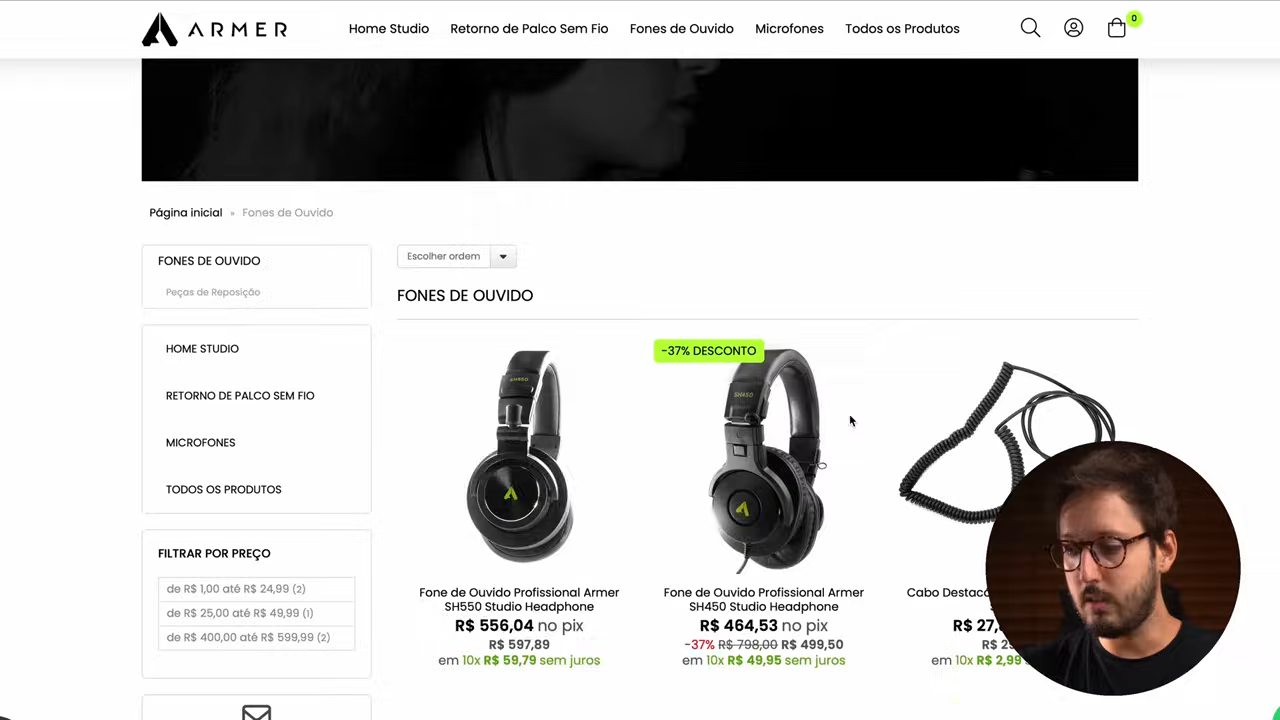 ARMER
Home Studio
Retorno de Palco Sem Fio
Fones de Ouvido
Microfones
Todos os Produtos
0
Página inicial » Fones de Ouvido
FONES DE OUVIDO
Peças de Reposição
HOME STUDIO
RETORNO DE PALCO SEM FIO
MICROFONES
TODOS OS PRODUTOS
FILTRAR POR PREÇO
de R$ 1,00 até R$ 24,99 (2)
de R$ 25,00 até R$ 49,99 (1)
de R$ 400,00 até R$ 599,99 (2)
Escolher ordem
FONES DE OUVIDO
SH550
Fone de Ouvido Profissional Armer
SH550 Studio Headphone
R$ 556,04 no pix
R$ 597,89
em 10x R$ 59,79 sem juros
-37% DESCONTO
SH450
Fone de Ouvido Profissional Armer
SH450 Studio Headphone
R$ 464,53 no pix
-37% R$ 798,00 R$ 499,50
em 10x R$ 49,95 sem juros
Cabo
R$ 27,
R$
em 10x R$ 2,99